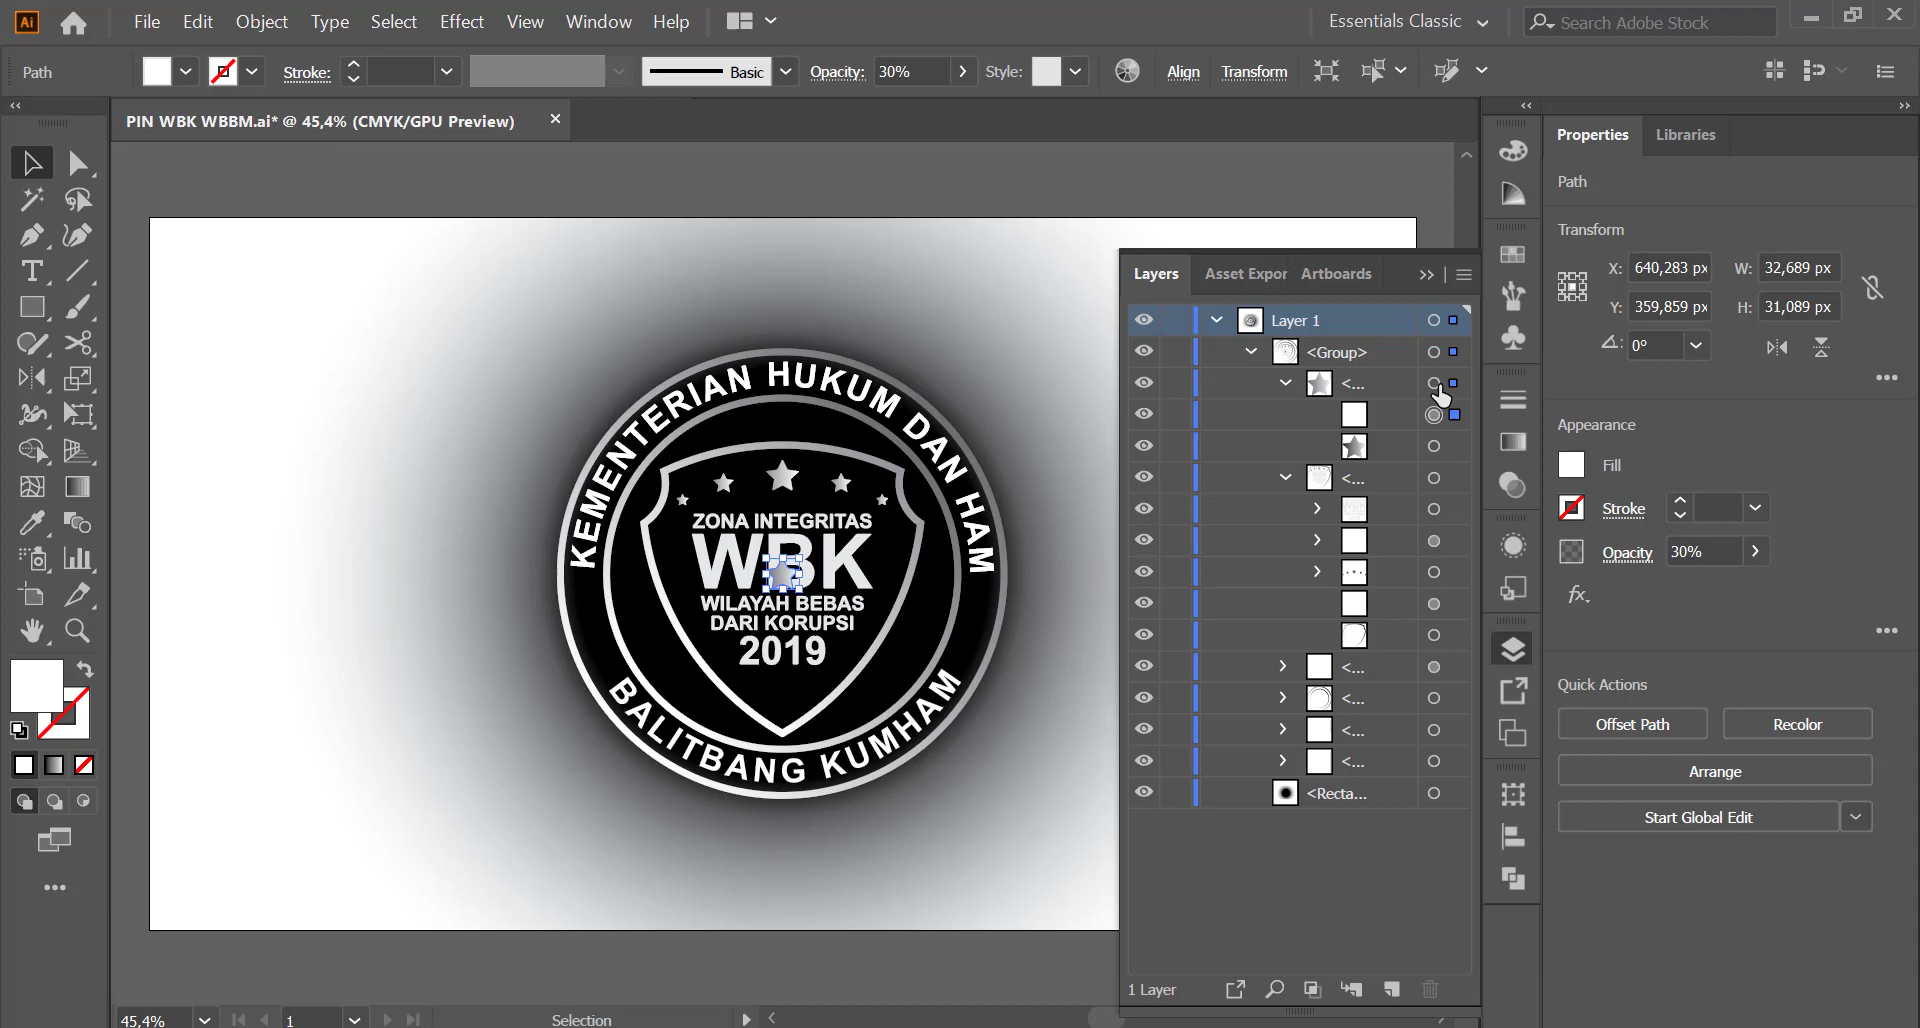 Ai File Edit Object Type Select Effect View Window Help
Essentials Classic
Search Adobe Stock
Path
Stroke:
Basic
Opacity: 30%
Style:
Align
Transform
PIN WBK WBBM.ai* @ 45,4% (CMYK/GPU Preview)
KEMENTERIAN HUKUM DAN HAM
ZONA INTEGRITAS
WBK
WILAYAH BEBAS
DARI KORUPSI
2019
BALITBANG KUMHAM
Layers Asset Expor Artboards
Layer 1
<Group>
<...
<...
<...
<...
<...
<...
<Recta...
1 Layer
Properties Libraries
Path
Transform
X: 640,283 px W: 32,689 px
Y: 359,859 px H: 31,089 px
0°
Appearance
Fill
Stroke
Opacity 30%
fx.
Quick Actions
Offset Path Recolor
Arrange
Start Global Edit
45,4% 1 Selection